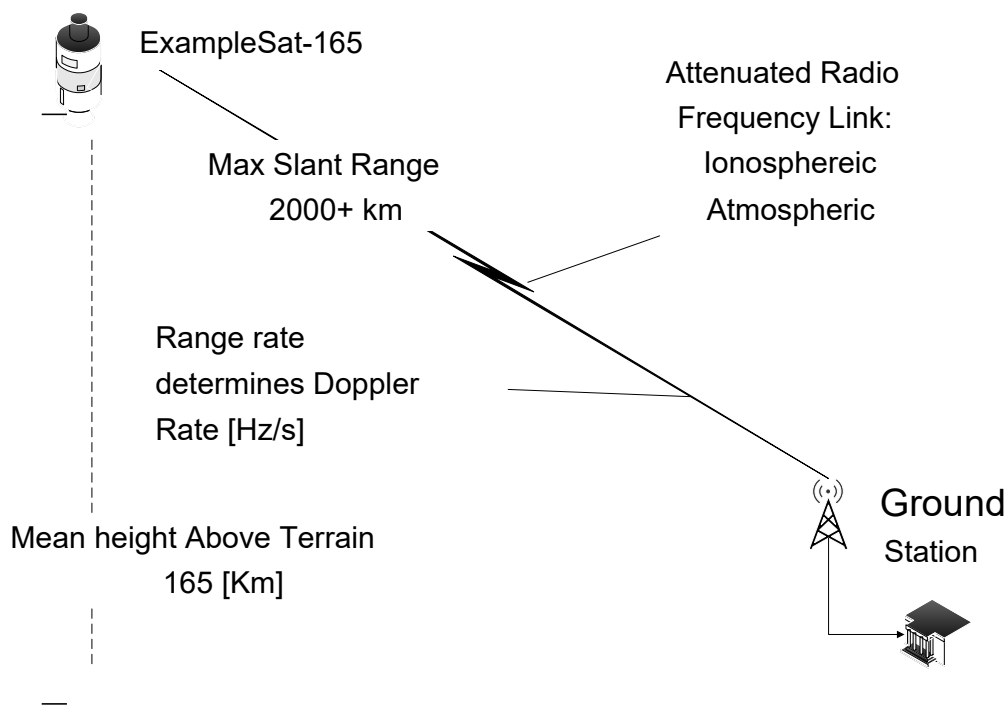 ExampleSat-165
Attenuated Radio
Frequency Link:
Ionosphereic
Atmospheric
Max Slant Range
2000+ km
Range rate
determines Doppler
Rate [Hz/s]
Ground
Station
Mean height Above Terrain
165 [Km]